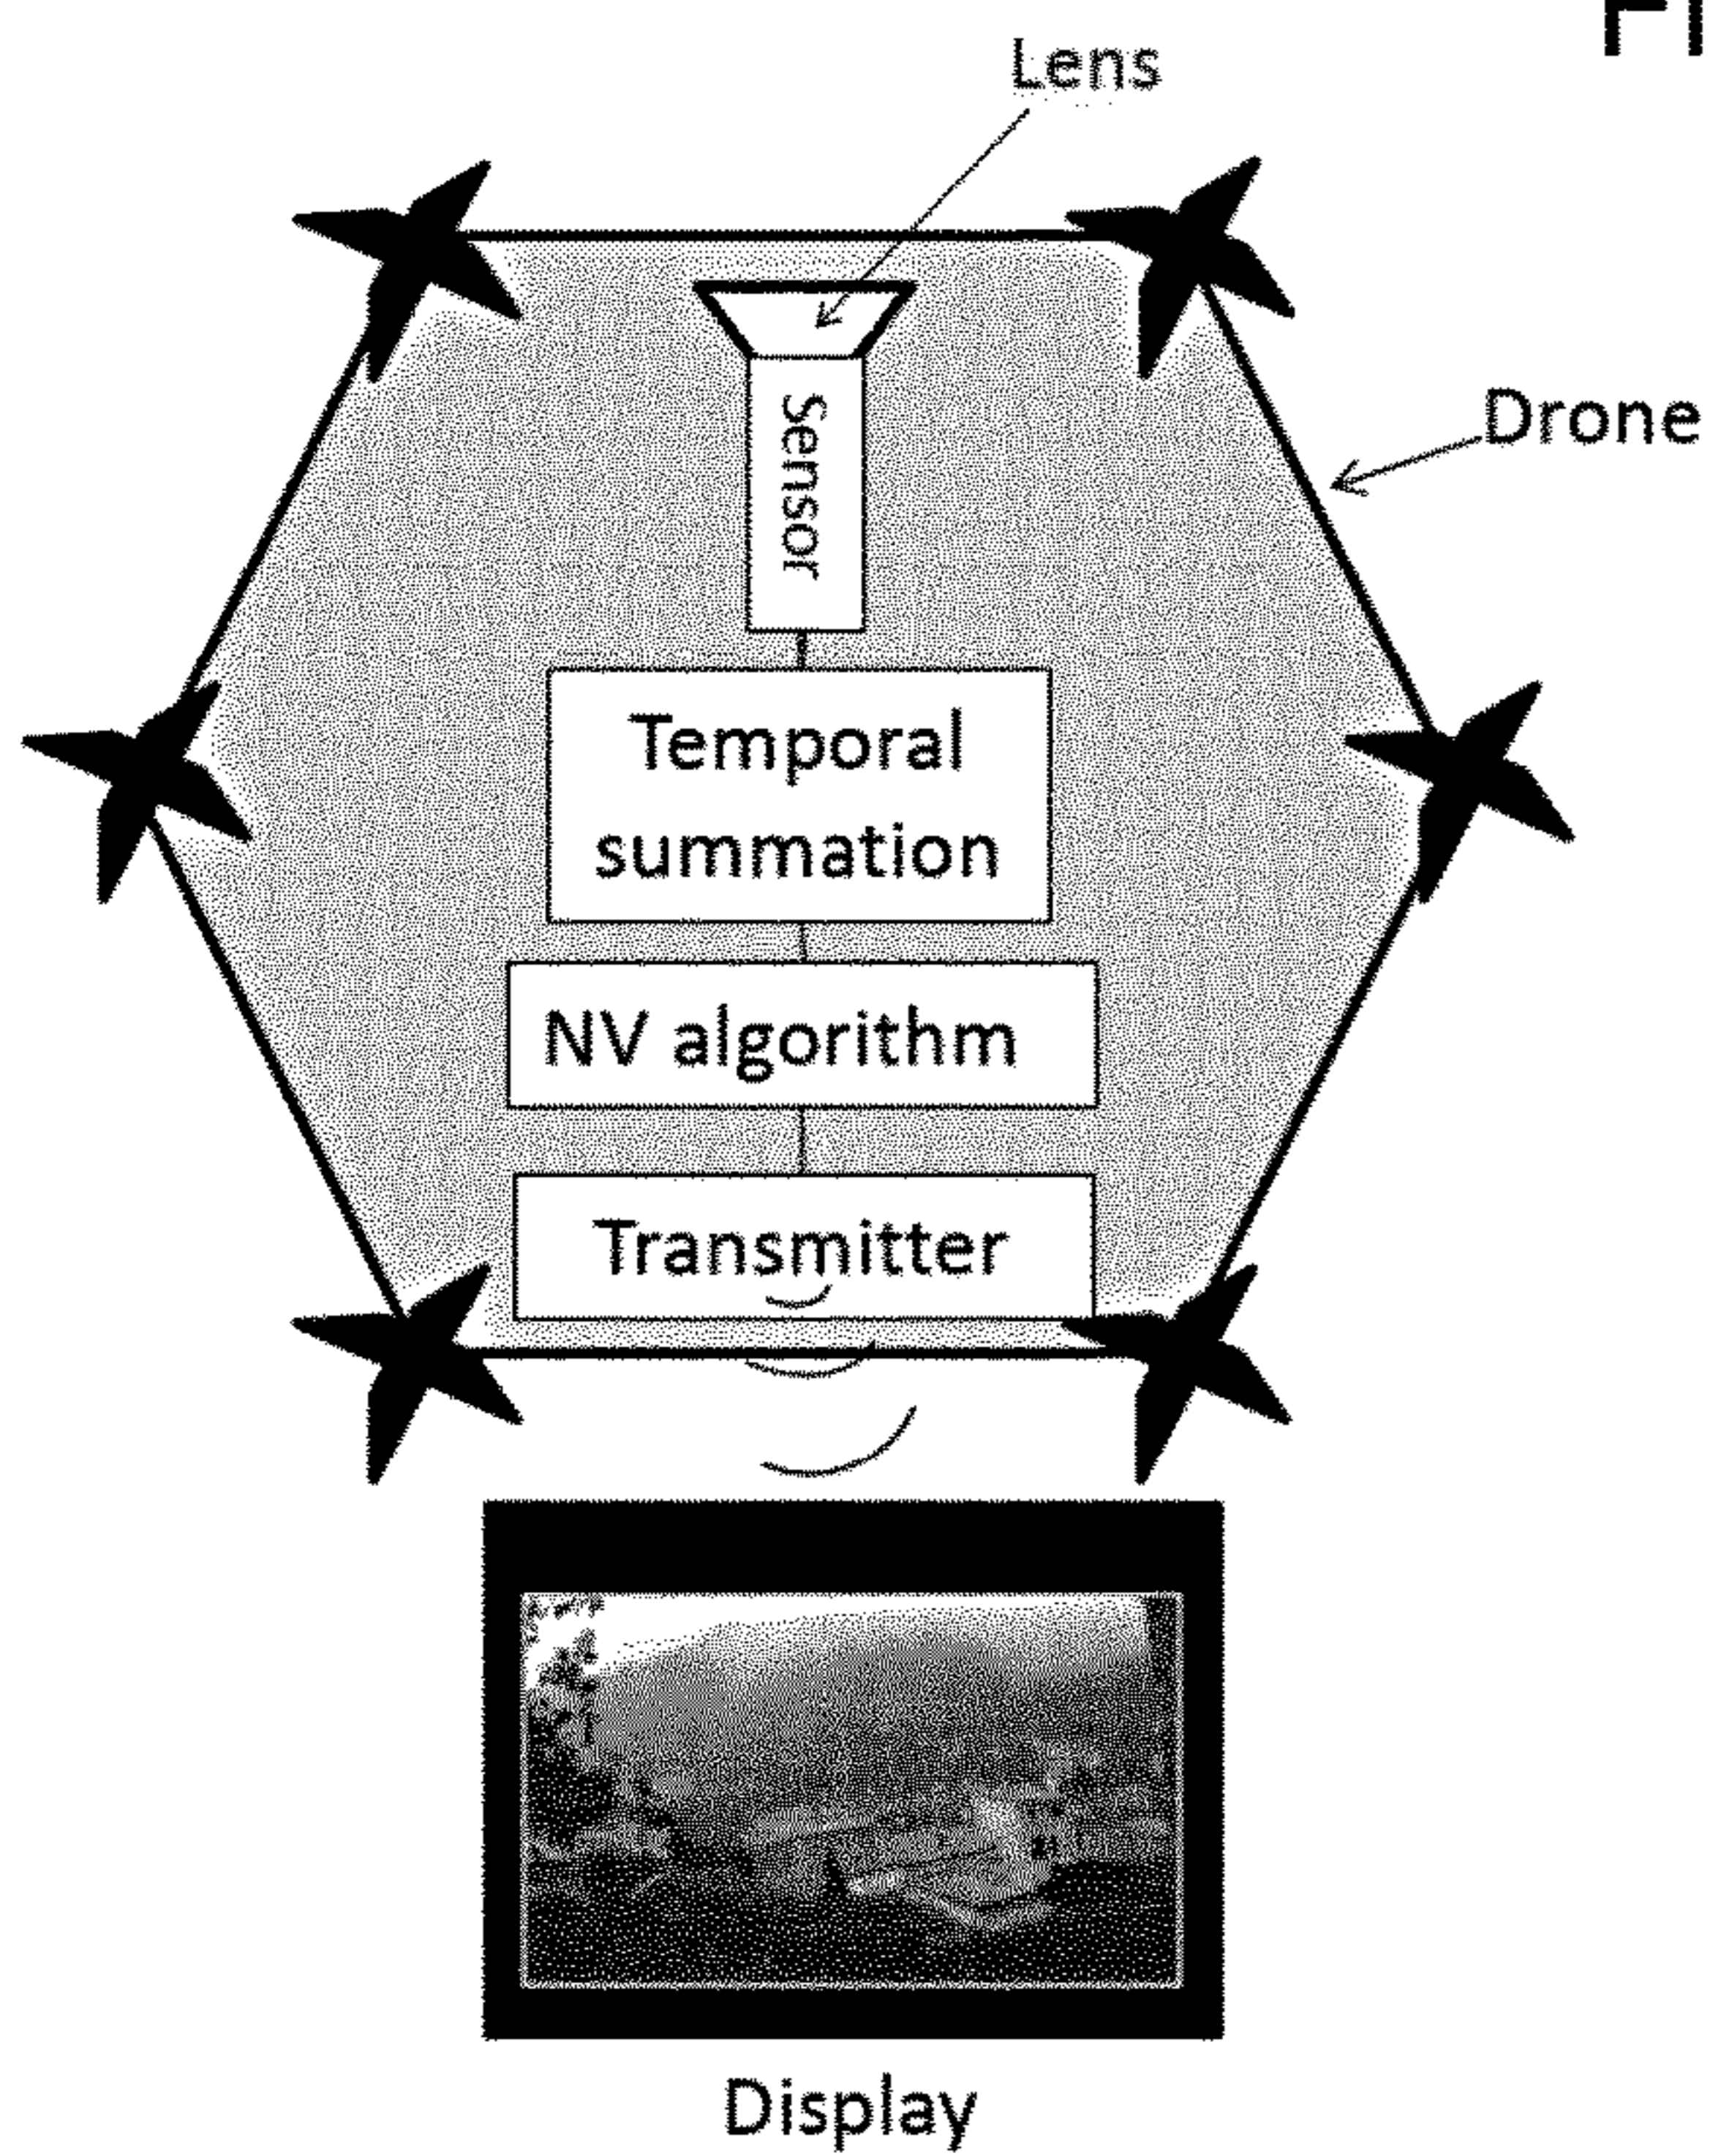 Lens
Drone
Sensor
Temporal
summation
NV algorithm
Transmitter
Display